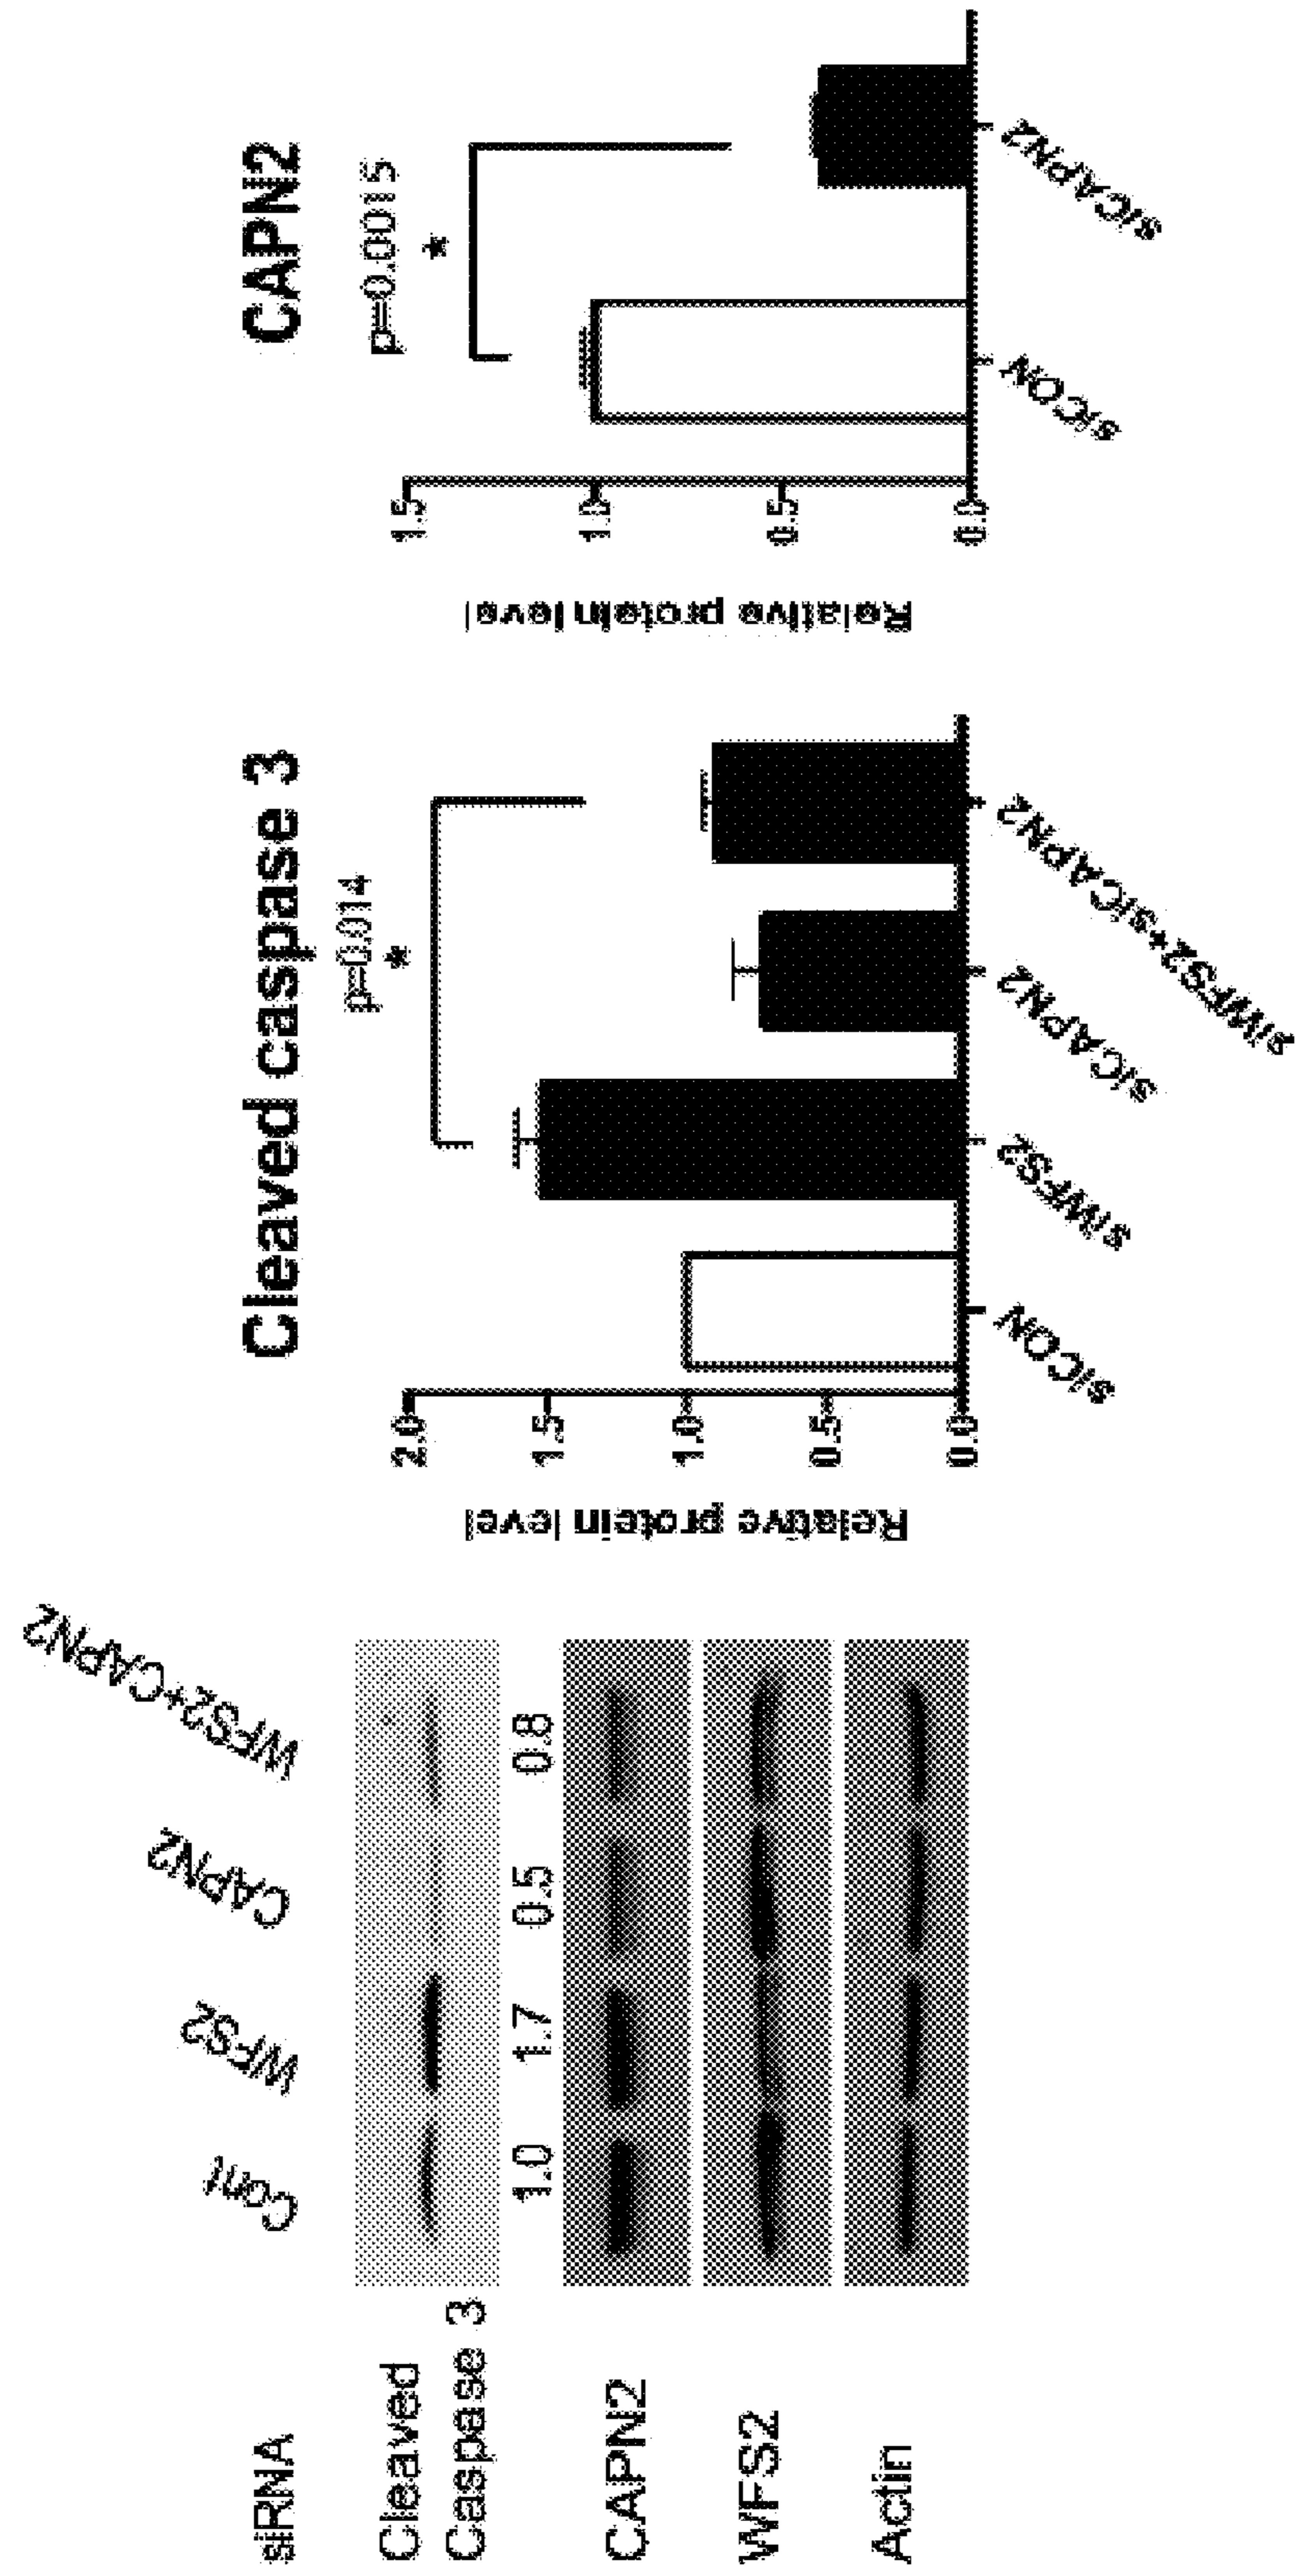 siRNA
Cont
WFS2
CAPN2
WFS2+CAPN2
Cleaved
Caspase 3
1.0 1.7 0.5 0.8
CAPN2
WFS2
Actin
Cleaved caspase 3
p=0.014
*
Relative protein level
2.0
1.5
1.0
0.5
0.0
siCON
siWFS2
siCAPN2
siWFS2+siCAPN2
CAPN2
p=0.0015
*
Relative protein level
1.5
1.0
0.5
0.0
siCON
siCAPN2